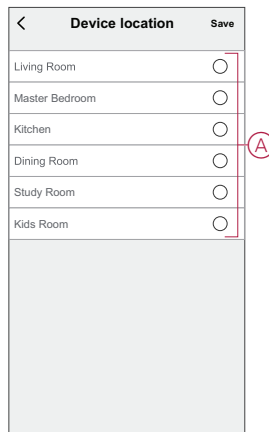 Device location Save
Living Room
Master Bedroom
Kitchen
A
Dining Room
Study Room
Kids Room